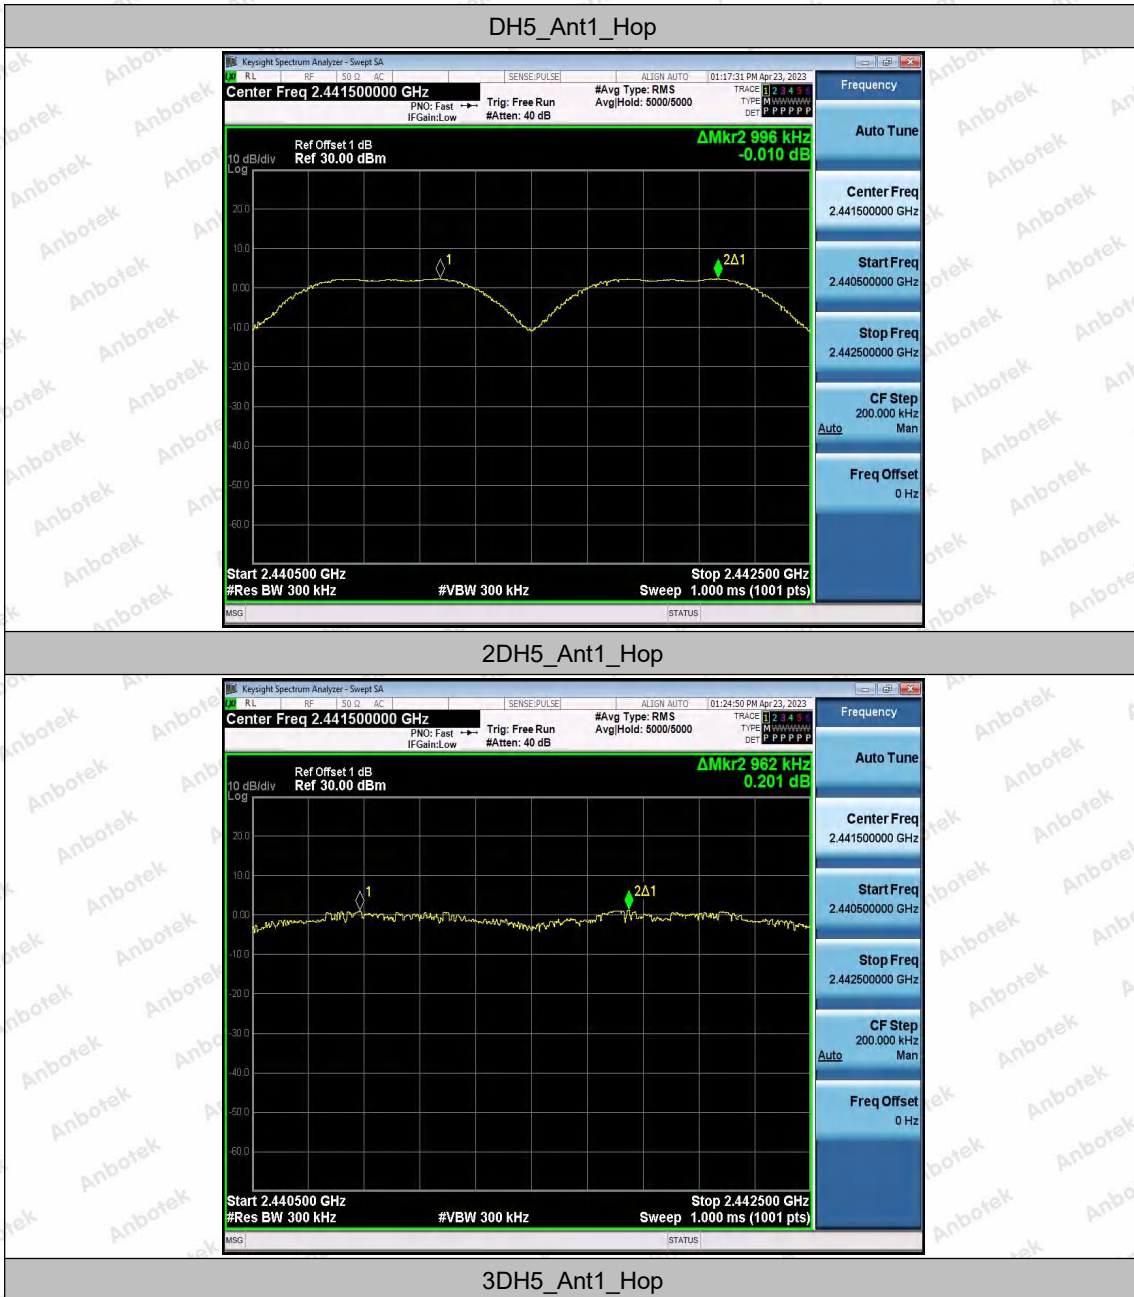 DH5_Ant1_Hop
Keysight Spectrum Analyzer - Swept SA
RL RF 50 Ω AC SENSE:PULSE ALIGN AUTO 01:17:31 PM Apr 23, 2023
Center Freq 2.441500000 GHz
PNO: Fast
IFGain:Low
Trig: Free Run
#Atten: 40 dB
#Avg Type: RMS
Avg|Hold: 5000/5000
TRACE 1 2 3 4 5 6
TYPE M WWWWW
DET P P P P P P
ΔMkr2 996 kHz
-0.010 dB
Ref Offset 1 dB
10 dB/div Ref 30.00 dBm
Log
20.0
10.0
0.00
-10.0
-20.0
-30.0
-40.0
-50.0
-60.0
1
2Δ1
Start 2.440500 GHz
Stop 2.442500 GHz
#Res BW 300 kHz
#VBW 300 kHz
Sweep 1.000 ms (1001 pts)
MSG
STATUS
Frequency
Auto Tune
Center Freq
2.441500000 GHz
Start Freq
2.440500000 GHz
Stop Freq
2.442500000 GHz
CF Step
200.000 kHz
Auto Man
Freq Offset
0 Hz
2DH5_Ant1_Hop
Keysight Spectrum Analyzer - Swept SA
RL RF 50 Ω AC SENSE:PULSE ALIGN AUTO 01:24:50 PM Apr 23, 2023
Center Freq 2.441500000 GHz
PNO: Fast
IFGain:Low
Trig: Free Run
#Atten: 40 dB
#Avg Type: RMS
Avg|Hold: 5000/5000
TRACE 1 2 3 4 5 6
TYPE M WWWWW
DET P P P P P P
ΔMkr2 962 kHz
0.201 dB
Ref Offset 1 dB
10 dB/div Ref 30.00 dBm
Log
20.0
10.0
0.00
-10.0
-20.0
-30.0
-40.0
-50.0
-60.0
1
2Δ1
Start 2.440500 GHz
Stop 2.442500 GHz
#Res BW 300 kHz
#VBW 300 kHz
Sweep 1.000 ms (1001 pts)
MSG
STATUS
Frequency
Auto Tune
Center Freq
2.441500000 GHz
Start Freq
2.440500000 GHz
Stop Freq
2.442500000 GHz
CF Step
200.000 kHz
Auto Man
Freq Offset
0 Hz
3DH5_Ant1_Hop
Anbotek